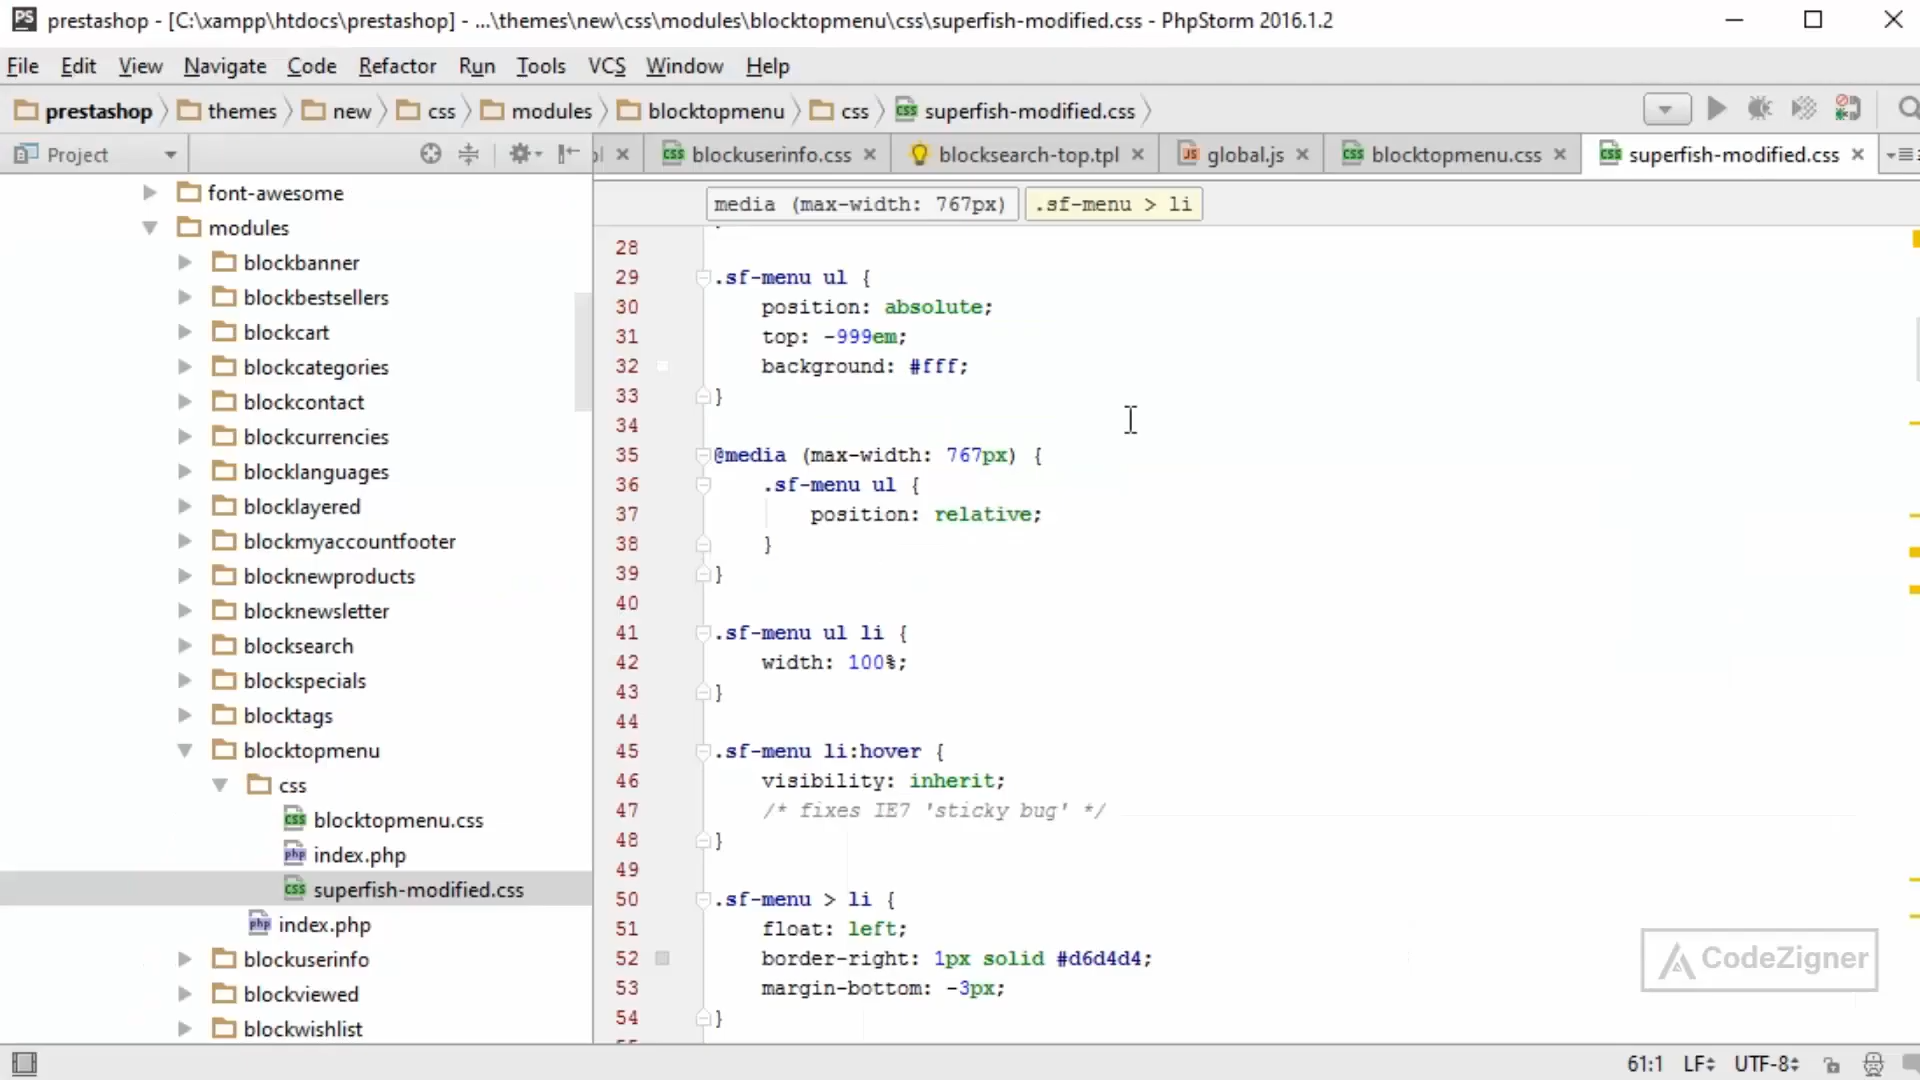 prestashop - [C:\xampp\htdocs\prestashop] - ...\themes\new\css\modules\blocktopmenu\css\superfish-modified.css - PhpStorm 2016.1.2
File Edit View Navigate Code Refactor Run Tools VCS Window Help
prestashop themes new css modules blocktopmenu css superfish-modified.css
Project
blockuserinfo.css blocksearch-top.tpl global.js blocktopmenu.css superfish-modified.css
font-awesome
modules
blockbanner
blockbestsellers
blockcart
blockcategories
blockcontact
blockcurrencies
blocklanguages
blocklayered
blockmyaccountfooter
blocknewproducts
blocknewsletter
blocksearch
blockspecials
blocktags
blocktopmenu
css
blocktopmenu.css
index.php
superfish-modified.css
index.php
blockuserinfo
blockviewed
blockwishlist
media (max-width: 767px) .sf-menu > li
28
29 .sf-menu ul {
30 position: absolute;
31 top: -999em;
32 background: #fff;
33 }
34
35 @media (max-width: 767px) {
36 .sf-menu ul {
37 position: relative;
38 }
39 }
40
41 .sf-menu ul li {
42 width: 100%;
43 }
44
45 .sf-menu li:hover {
46 visibility: inherit;
47 /* fixes IE7 'sticky bug' */
48 }
49
50 .sf-menu > li {
51 float: left;
52 border-right: 1px solid #d6d4d4;
53 margin-bottom: -3px;
54 }
CodeZigner
61:1 LF UTF-8